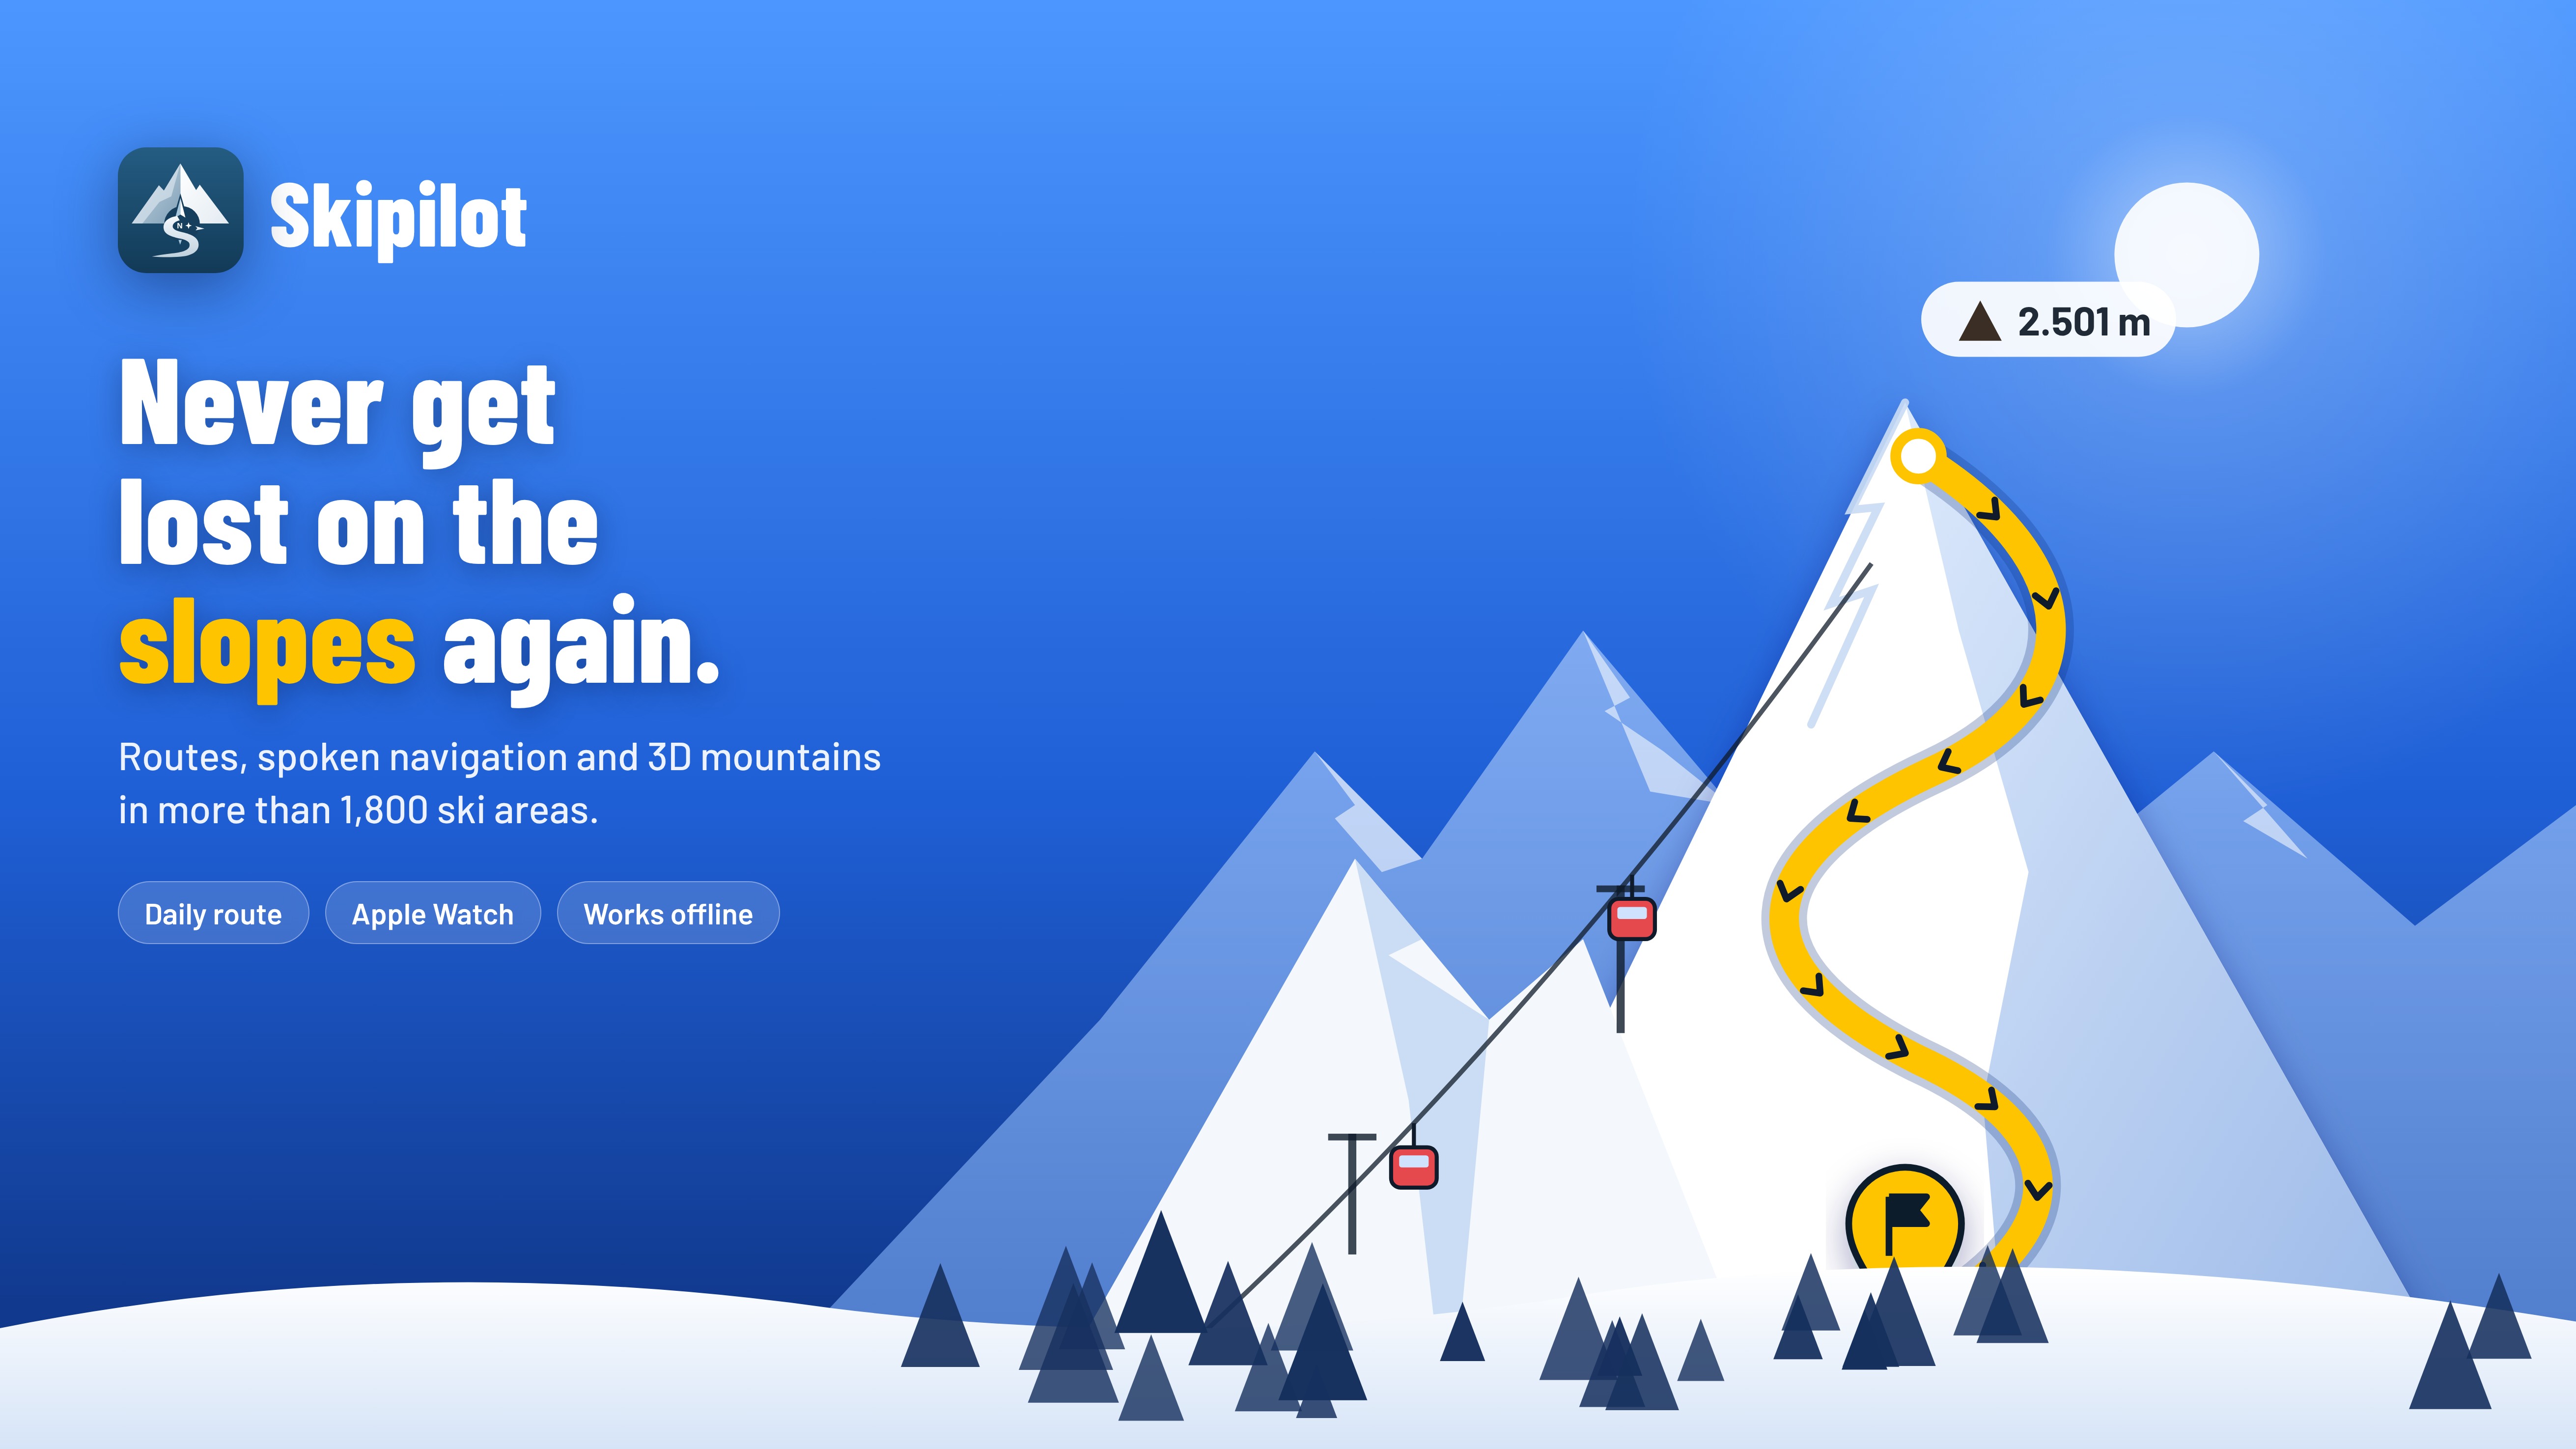 Skipilot
Never get
lost on the
slopes again.
Routes, spoken navigation and 3D mountains
in more than 1,800 ski areas.
Daily route
Apple Watch
Works offline
2.501 m
N